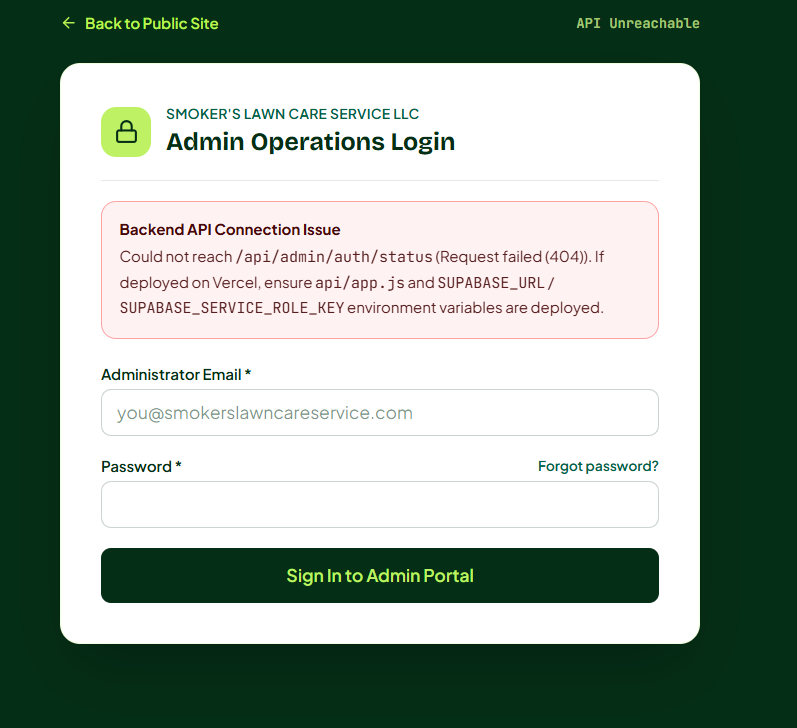 ← Back to Public Site
API Unreachable
SMOKER'S LAWN CARE SERVICE LLC
Admin Operations Login
Backend API Connection Issue
Could not reach /api/admin/auth/status (Request failed (404)). If
deployed on Vercel, ensure api/app.js and SUPABASE_URL/
SUPABASE_SERVICE_ROLE_KEY environment variables are deployed.
Administrator Email *
you@smokerslawncareservice.com
Password *
Forgot password?
Sign In to Admin Portal